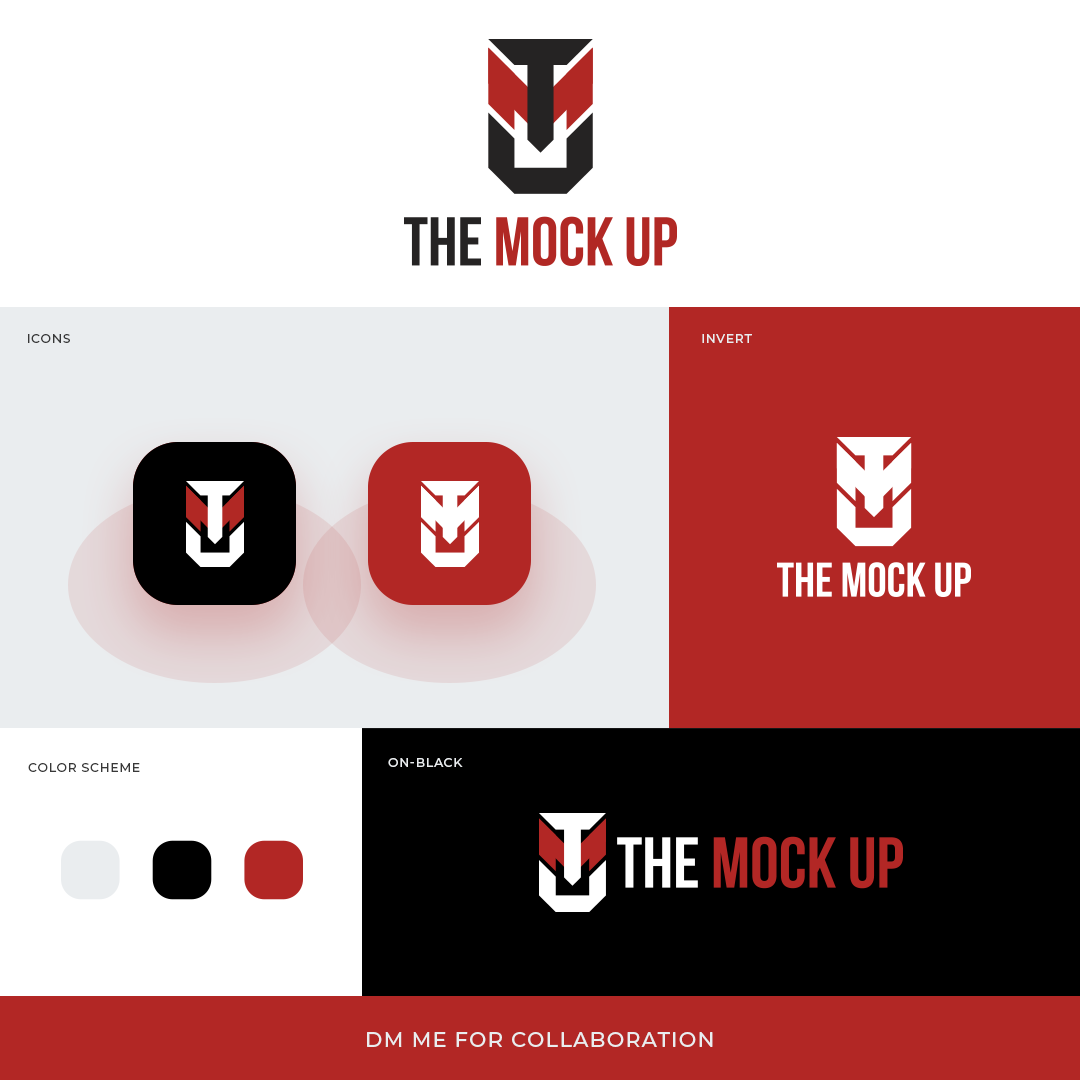 THE MOCK UP
ICONS
INVERT
THE MOCK UP
COLOR SCHEME
ON-BLACK
THE MOCK UP
DM ME FOR COLLABORATION